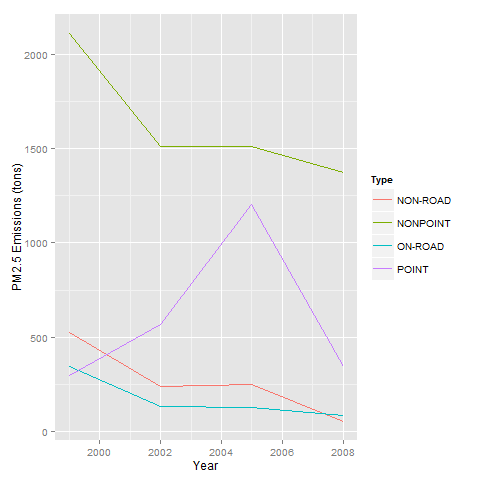 2000
1500
1000
500
0
PM2.5 Emissions (tons)
2000 2002 2004 2006 2008
Year
Type
NON-ROAD
NONPOINT
ON-ROAD
POINT